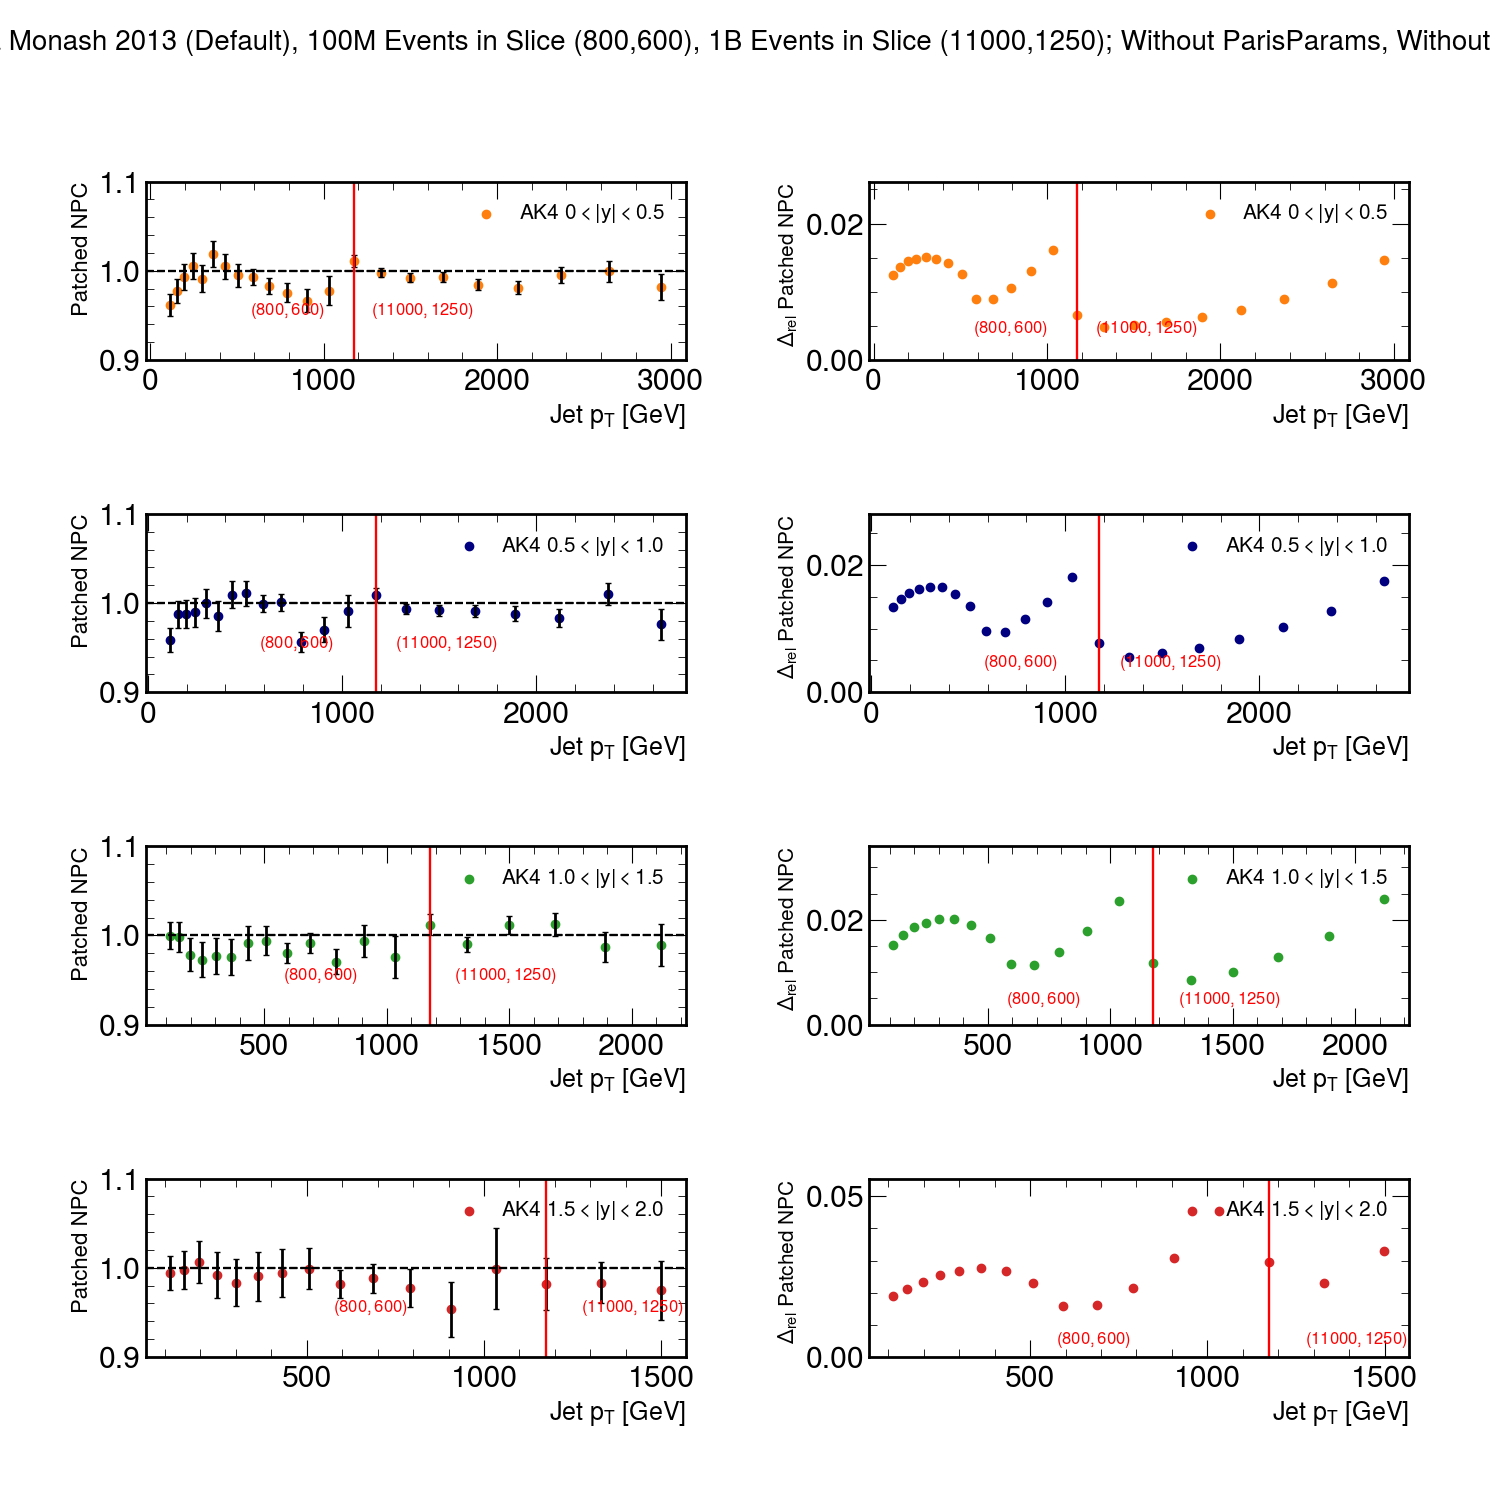 Monash 2013 (Default), 100M Events in Slice (800,600), 1B Events in Slice (11000,1250); Without ParisParams, Without
Patched NPC
1.1
1.0
0.9
AK4 0 < |y| < 0.5
(800, 600)
(11000, 1250)
0 1000 2000 3000
Jet pT [GeV]
Δrel Patched NPC
0.02
0.00
AK4 0 < |y| < 0.5
(800, 600)
(11000, 1250)
0 1000 2000 3000
Jet pT [GeV]
Patched NPC
1.1
1.0
0.9
AK4 0.5 < |y| < 1.0
(800, 600)
(11000, 1250)
0 1000 2000
Jet pT [GeV]
Δrel Patched NPC
0.02
0.00
AK4 0.5 < |y| < 1.0
(800, 600)
(11000, 1250)
0 1000 2000
Jet pT [GeV]
Patched NPC
1.1
1.0
0.9
AK4 1.0 < |y| < 1.5
(800, 600)
(11000, 1250)
500 1000 1500 2000
Jet pT [GeV]
Δrel Patched NPC
0.02
0.00
AK4 1.0 < |y| < 1.5
(800, 600)
(11000, 1250)
500 1000 1500 2000
Jet pT [GeV]
Patched NPC
1.1
1.0
0.9
AK4 1.5 < |y| < 2.0
(800, 600)
(11000, 1250)
500 1000 1500
Jet pT [GeV]
Δrel Patched NPC
0.05
0.00
AK4 1.5 < |y| < 2.0
(800, 600)
(11000, 1250)
500 1000 1500
Jet pT [GeV]